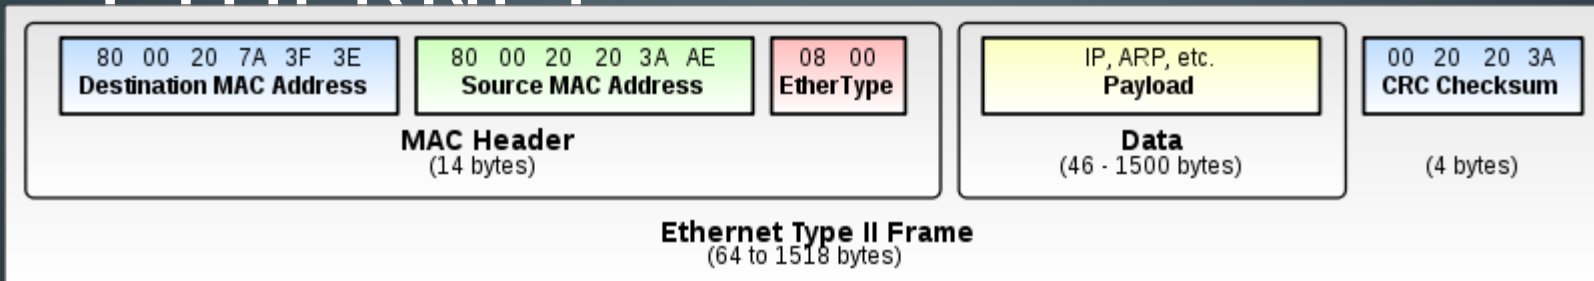 80 00 20 7A 3F 3E
Destination MAC Address
80 00 20 20 3A AE
Source MAC Address
08 00
EtherType
MAC Header
(14 bytes)
IP, ARP, etc.
Payload
Data
(46 - 1500 bytes)
00 20 20 3A
CRC Checksum
(4 bytes)
Ethernet Type II Frame
(64 to 1518 bytes)